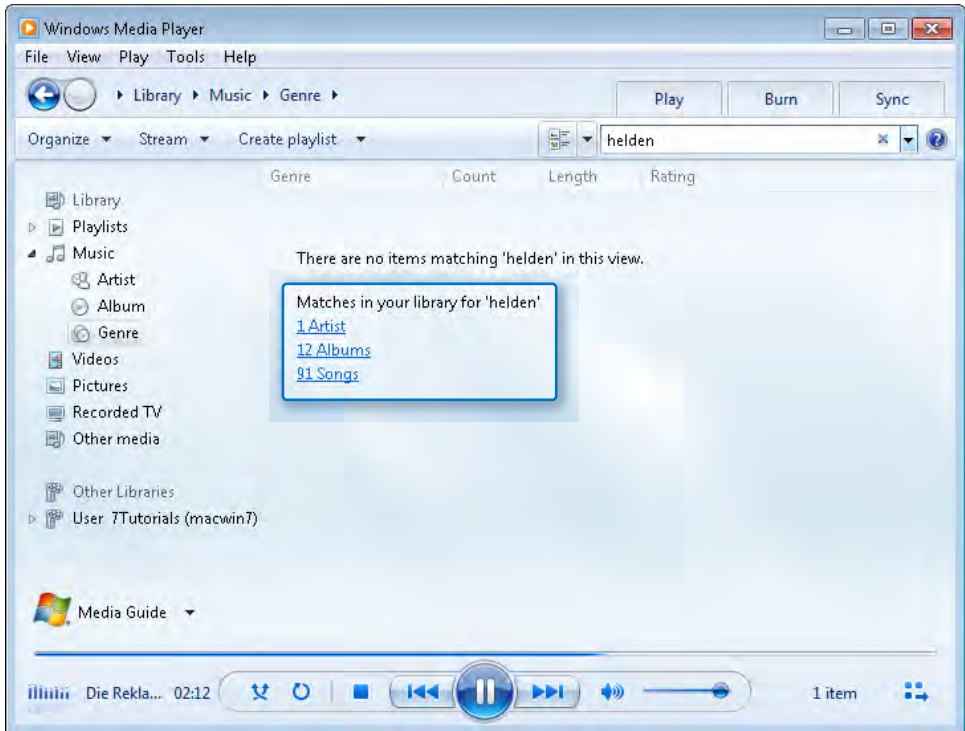 Windows Media Player
File View Play Tools Help
Library Music Genre
Play Burn Sync
Organize Stream Create playlist
helden
Genre Count Length Rating
Library
Playlists
Music
Artist
Album
Genre
Videos
Pictures
Recorded TV
Other media
Other Libraries
User 7Tutorials (macwin7)
There are no items matching 'helden' in this view.
Matches in your library for 'helden'
1 Artist
12 Albums
91 Songs
Media Guide
Die Rekla... 02:12
1 item